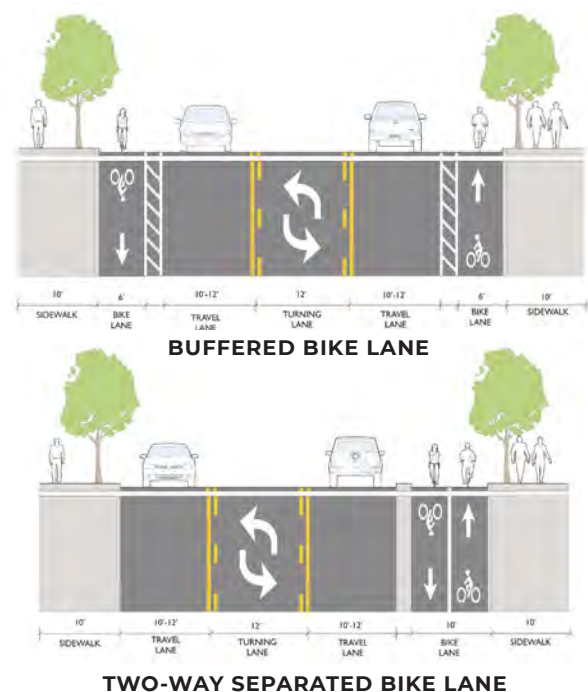 10' 6' 10'-12' 12' 10'-12' 6' 10'
SIDEWALK BIKE LANE TRAVEL LANE TURNING LANE TRAVEL LANE BIKE LANE SIDEWALK
BUFFERED BIKE LANE
10' 10'-12' 12' 10'-12' 10' 10'
SIDEWALK TRAVEL LANE TURNING LANE TRAVEL LANE BIKE LANE SIDEWALK
TWO-WAY SEPARATED BIKE LANE